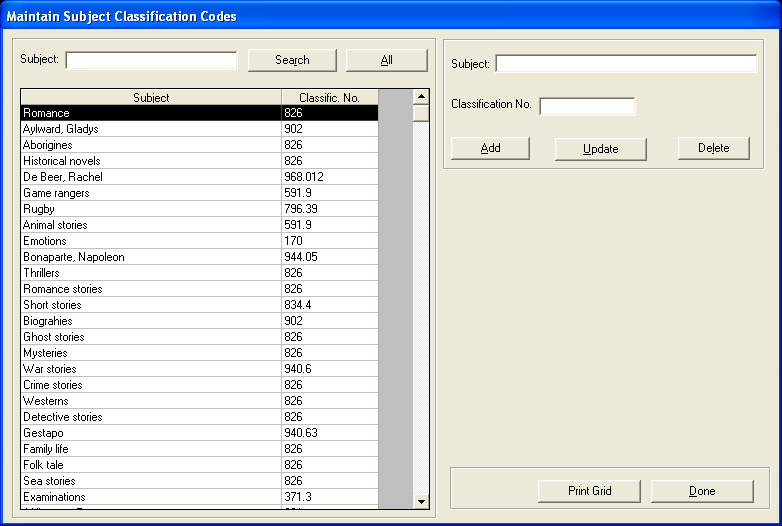 Maintain Subject Classification Codes
Subject:
Search
All
Subject Classific. No.
Romance 826
Aylward, Gladys 902
Aborigines 826
Historical novels 826
De Beer, Rachel 968.012
Game rangers 591.9
Rugby 796.39
Animal stories 591.9
Emotions 170
Bonaparte, Napoleon 944.05
Thrillers 826
Romance stories 826
Short stories 834.4
Biograhies 902
Ghost stories 826
Mysteries 826
War stories 940.6
Crime stories 826
Westerns 826
Detective stories 826
Gestapo 940.63
Family life 826
Folk tale 826
Sea stories 826
Examinations 371.3
Subject:
Classification No.
Add
Update
Delete
Print Grid
Done